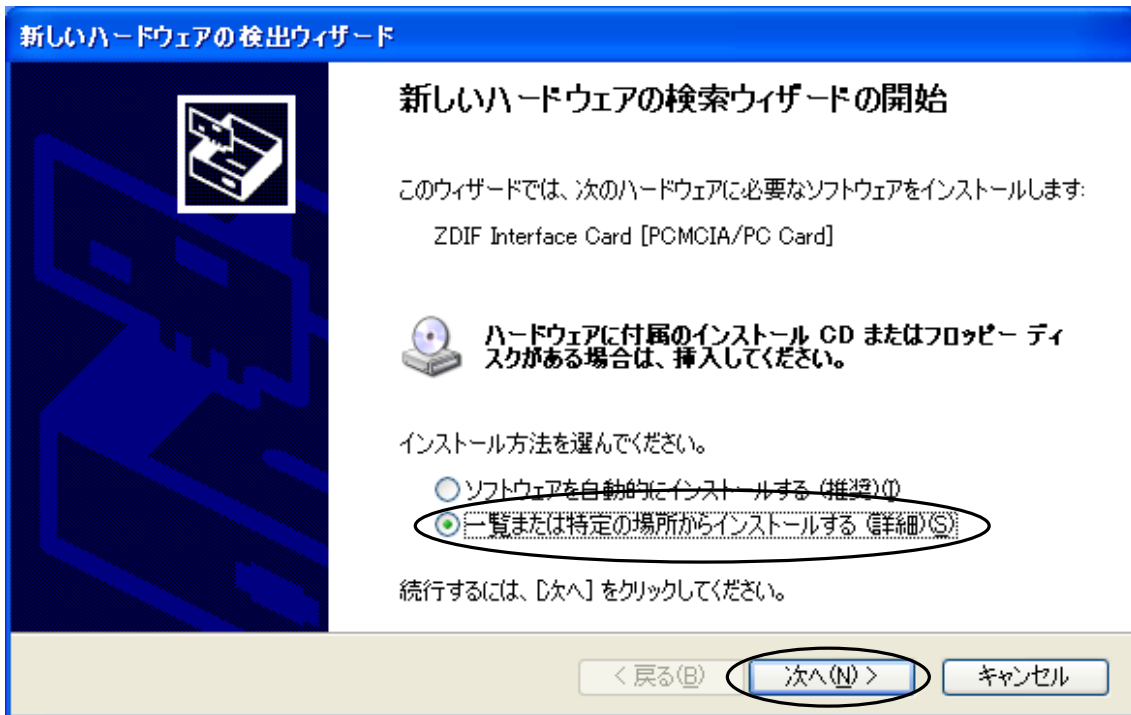 新しいハードウェアの検出ウィザード
新しいハードウェアの検索ウィザードの開始
このウィザードでは、次のハードウェアに必要なソフトウェアをインストールします:
ZDIF Interface Card [PCMCIA/PC Card]
ハードウェアに付属のインストール CD またはフロッピー ディ
スクがある場合は、挿入してください。
インストール方法を選んでください。
ソフトウェアを自動的にインストールする (推奨)(I)
一覧または特定の場所からインストールする (詳細)(S)
続行するには、[次へ] をクリックしてください。
< 戻る(B)
次へ(N) >
キャンセル